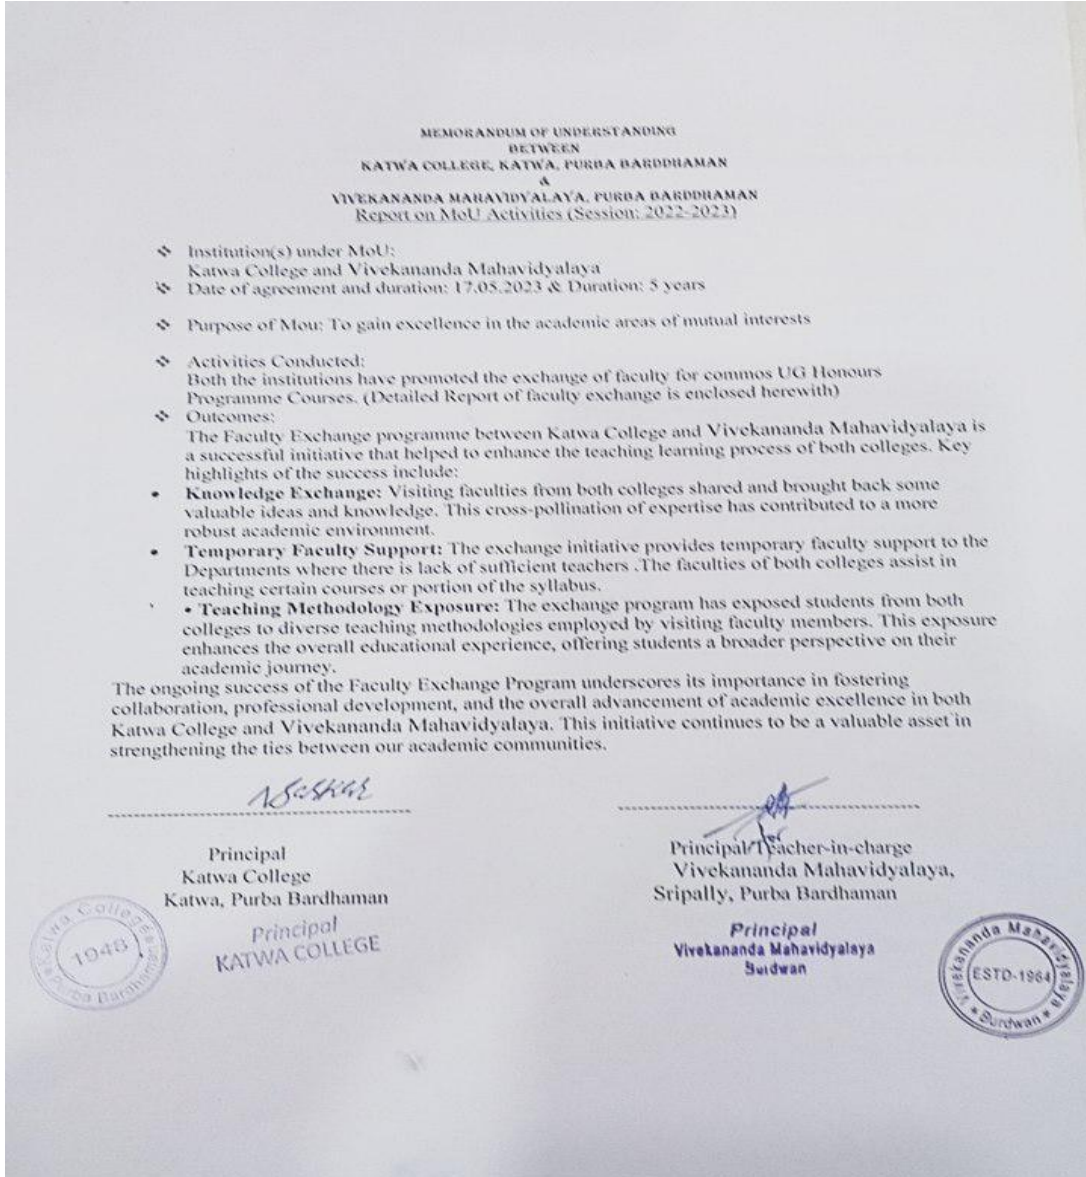 MEMORANDUM OF UNDERSTANDING
BETWEEN
KATWA COLLEGE, KATWA, PURBA BARDDHAMAN
&
VIVEKANANDA MAHAVIDYALAYA, PURBA BARDDHAMAN
Report on MoU Activities (Session: 2022-2023)
❖ Institution(s) under MoU:
Katwa College and Vivekananda Mahavidyalaya
❖ Date of agreement and duration: 17.05.2023 & Duration: 5 years
❖ Purpose of Mou: To gain excellence in the academic areas of mutual interests
❖ Activities Conducted:
Both the institutions have promoted the exchange of faculty for commos UG Honours
Programme Courses. (Detailed Report of faculty exchange is enclosed herewith)
❖ Outcomes:
The Faculty Exchange programme between Katwa College and Vivekananda Mahavidyalaya is
a successful initiative that helped to enhance the teaching learning process of both colleges. Key
highlights of the success include:
• Knowledge Exchange: Visiting faculties from both colleges shared and brought back some
valuable ideas and knowledge. This cross-pollination of expertise has contributed to a more
robust academic environment.
• Temporary Faculty Support: The exchange initiative provides temporary faculty support to the
Departments where there is lack of sufficient teachers .The faculties of both colleges assist in
teaching certain courses or portion of the syllabus.
• Teaching Methodology Exposure: The exchange program has exposed students from both
colleges to diverse teaching methodologies employed by visiting faculty members. This exposure
enhances the overall educational experience, offering students a broader perspective on their
academic journey.
The ongoing success of the Faculty Exchange Program underscores its importance in fostering
collaboration, professional development, and the overall advancement of academic excellence in both
Katwa College and Vivekananda Mahavidyalaya. This initiative continues to be a valuable asset in
strengthening the ties between our academic communities.
Principal
Katwa College
Katwa, Purba Bardhaman
Principal
KATWA COLLEGE
Katwa College
1948
Purba Bardhaman
for
Principal/Teacher-in-charge
Vivekananda Mahavidyalaya,
Sripally, Purba Bardhaman
Principal
Vivekananda Mahavidyalaya
Burdwan
Vivekananda Mahavidyalaya
ESTD-1964
* Burdwan *